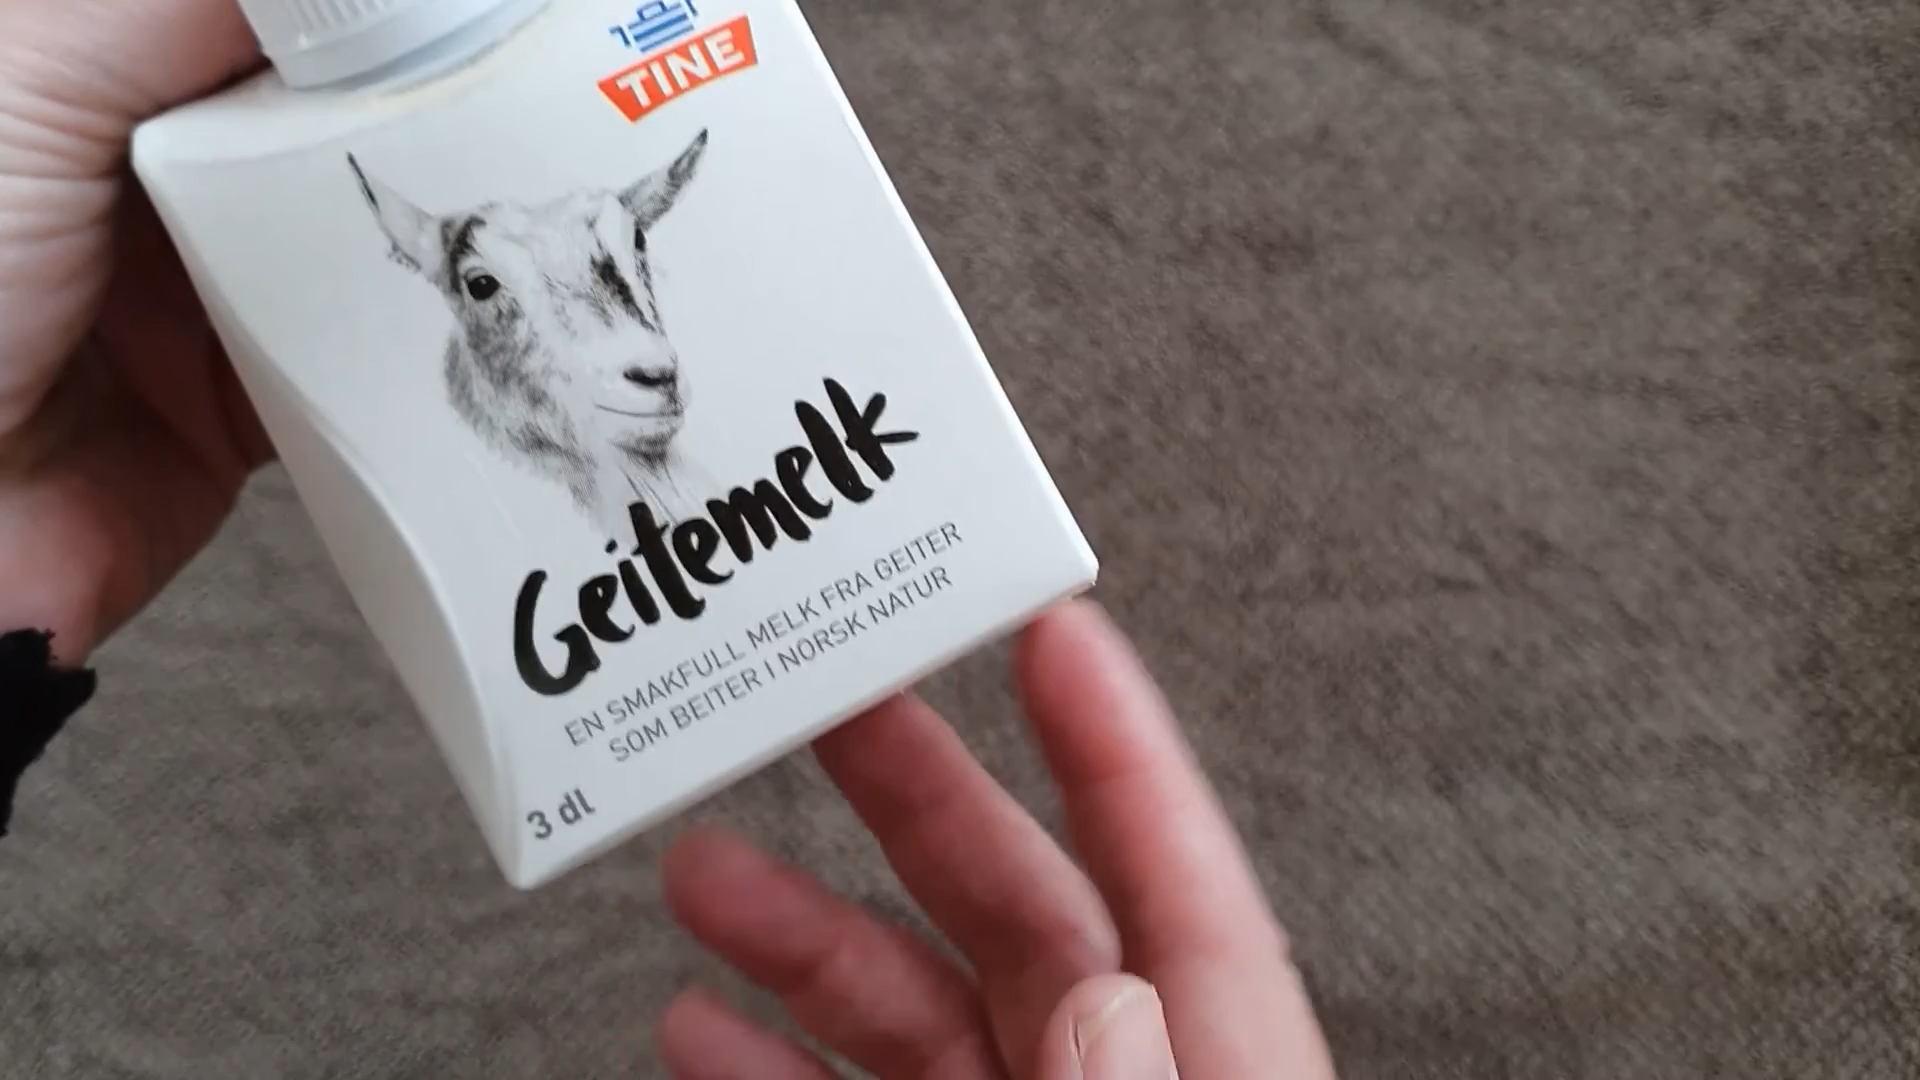 TINE
Geitemelk
EN SMAKFULL MELK FRA GEITER
SOM BEITER I NORSK NATUR
3 dl